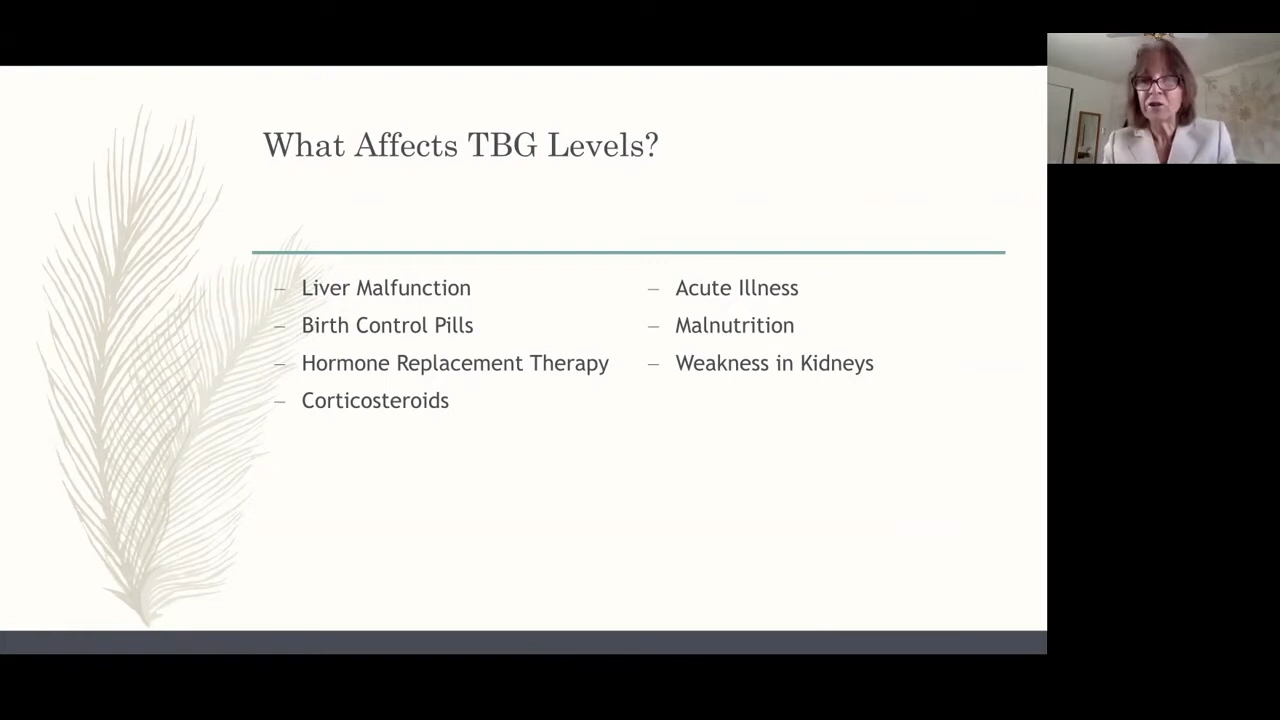 What Affects TBG Levels?
– Liver Malfunction
– Birth Control Pills
– Hormone Replacement Therapy
– Corticosteroids
– Acute Illness
– Malnutrition
– Weakness in Kidneys